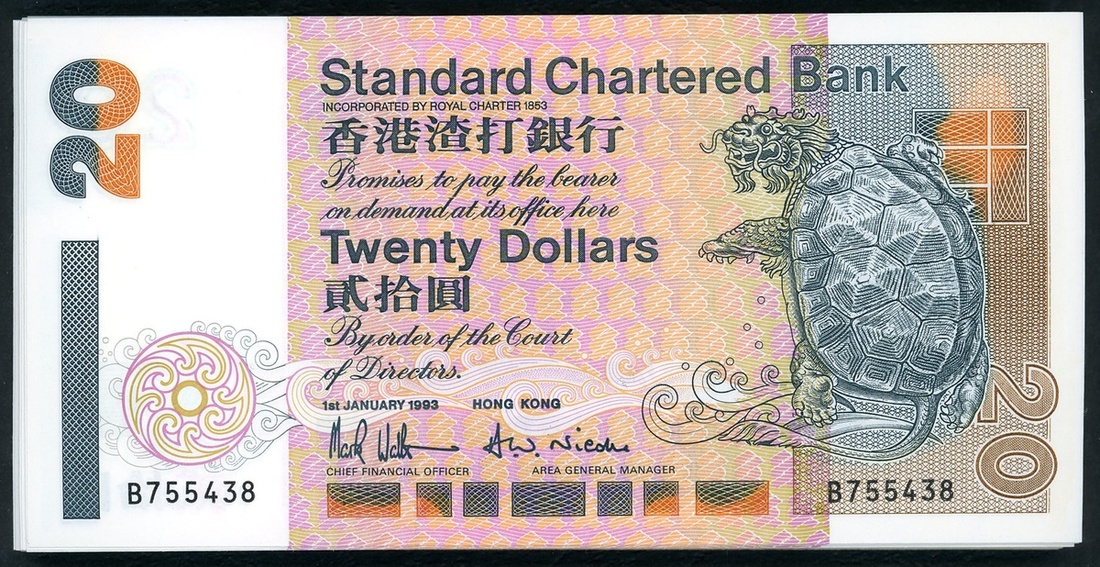 20
Standard Chartered Bank
INCORPORATED BY ROYAL CHARTER 1853
香港渣打銀行
Promises to pay the bearer
on demand at its office here
Twenty Dollars
貳拾圓
By order of the Court
of Directors.
1ST JANUARY 1993 HONG KONG
CHIEF FINANCIAL OFFICER AREA GENERAL MANAGER
B755438 B755438
20